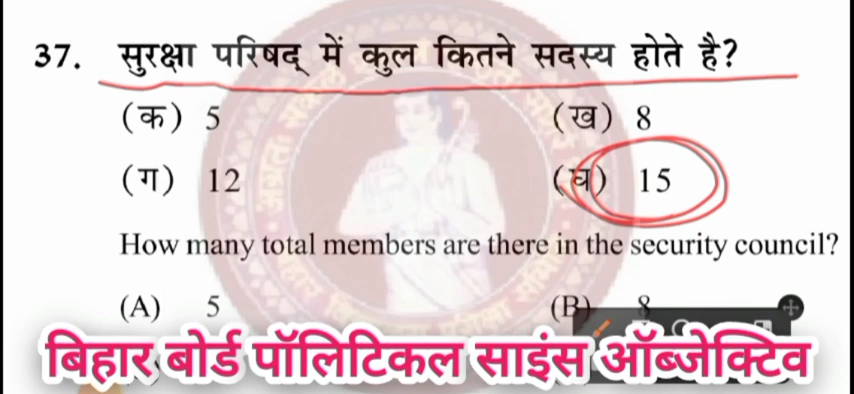 37. सुरक्षा परिषद् में कुल कितने सदस्य होते है?
(क) 5 (ख) 8
(ग) 12 (घ) 15
How many total members are there in the security council?
(A) 5 (B) 8
बिहार बोर्ड पॉलिटिकल साइंस ऑब्जेक्टिव